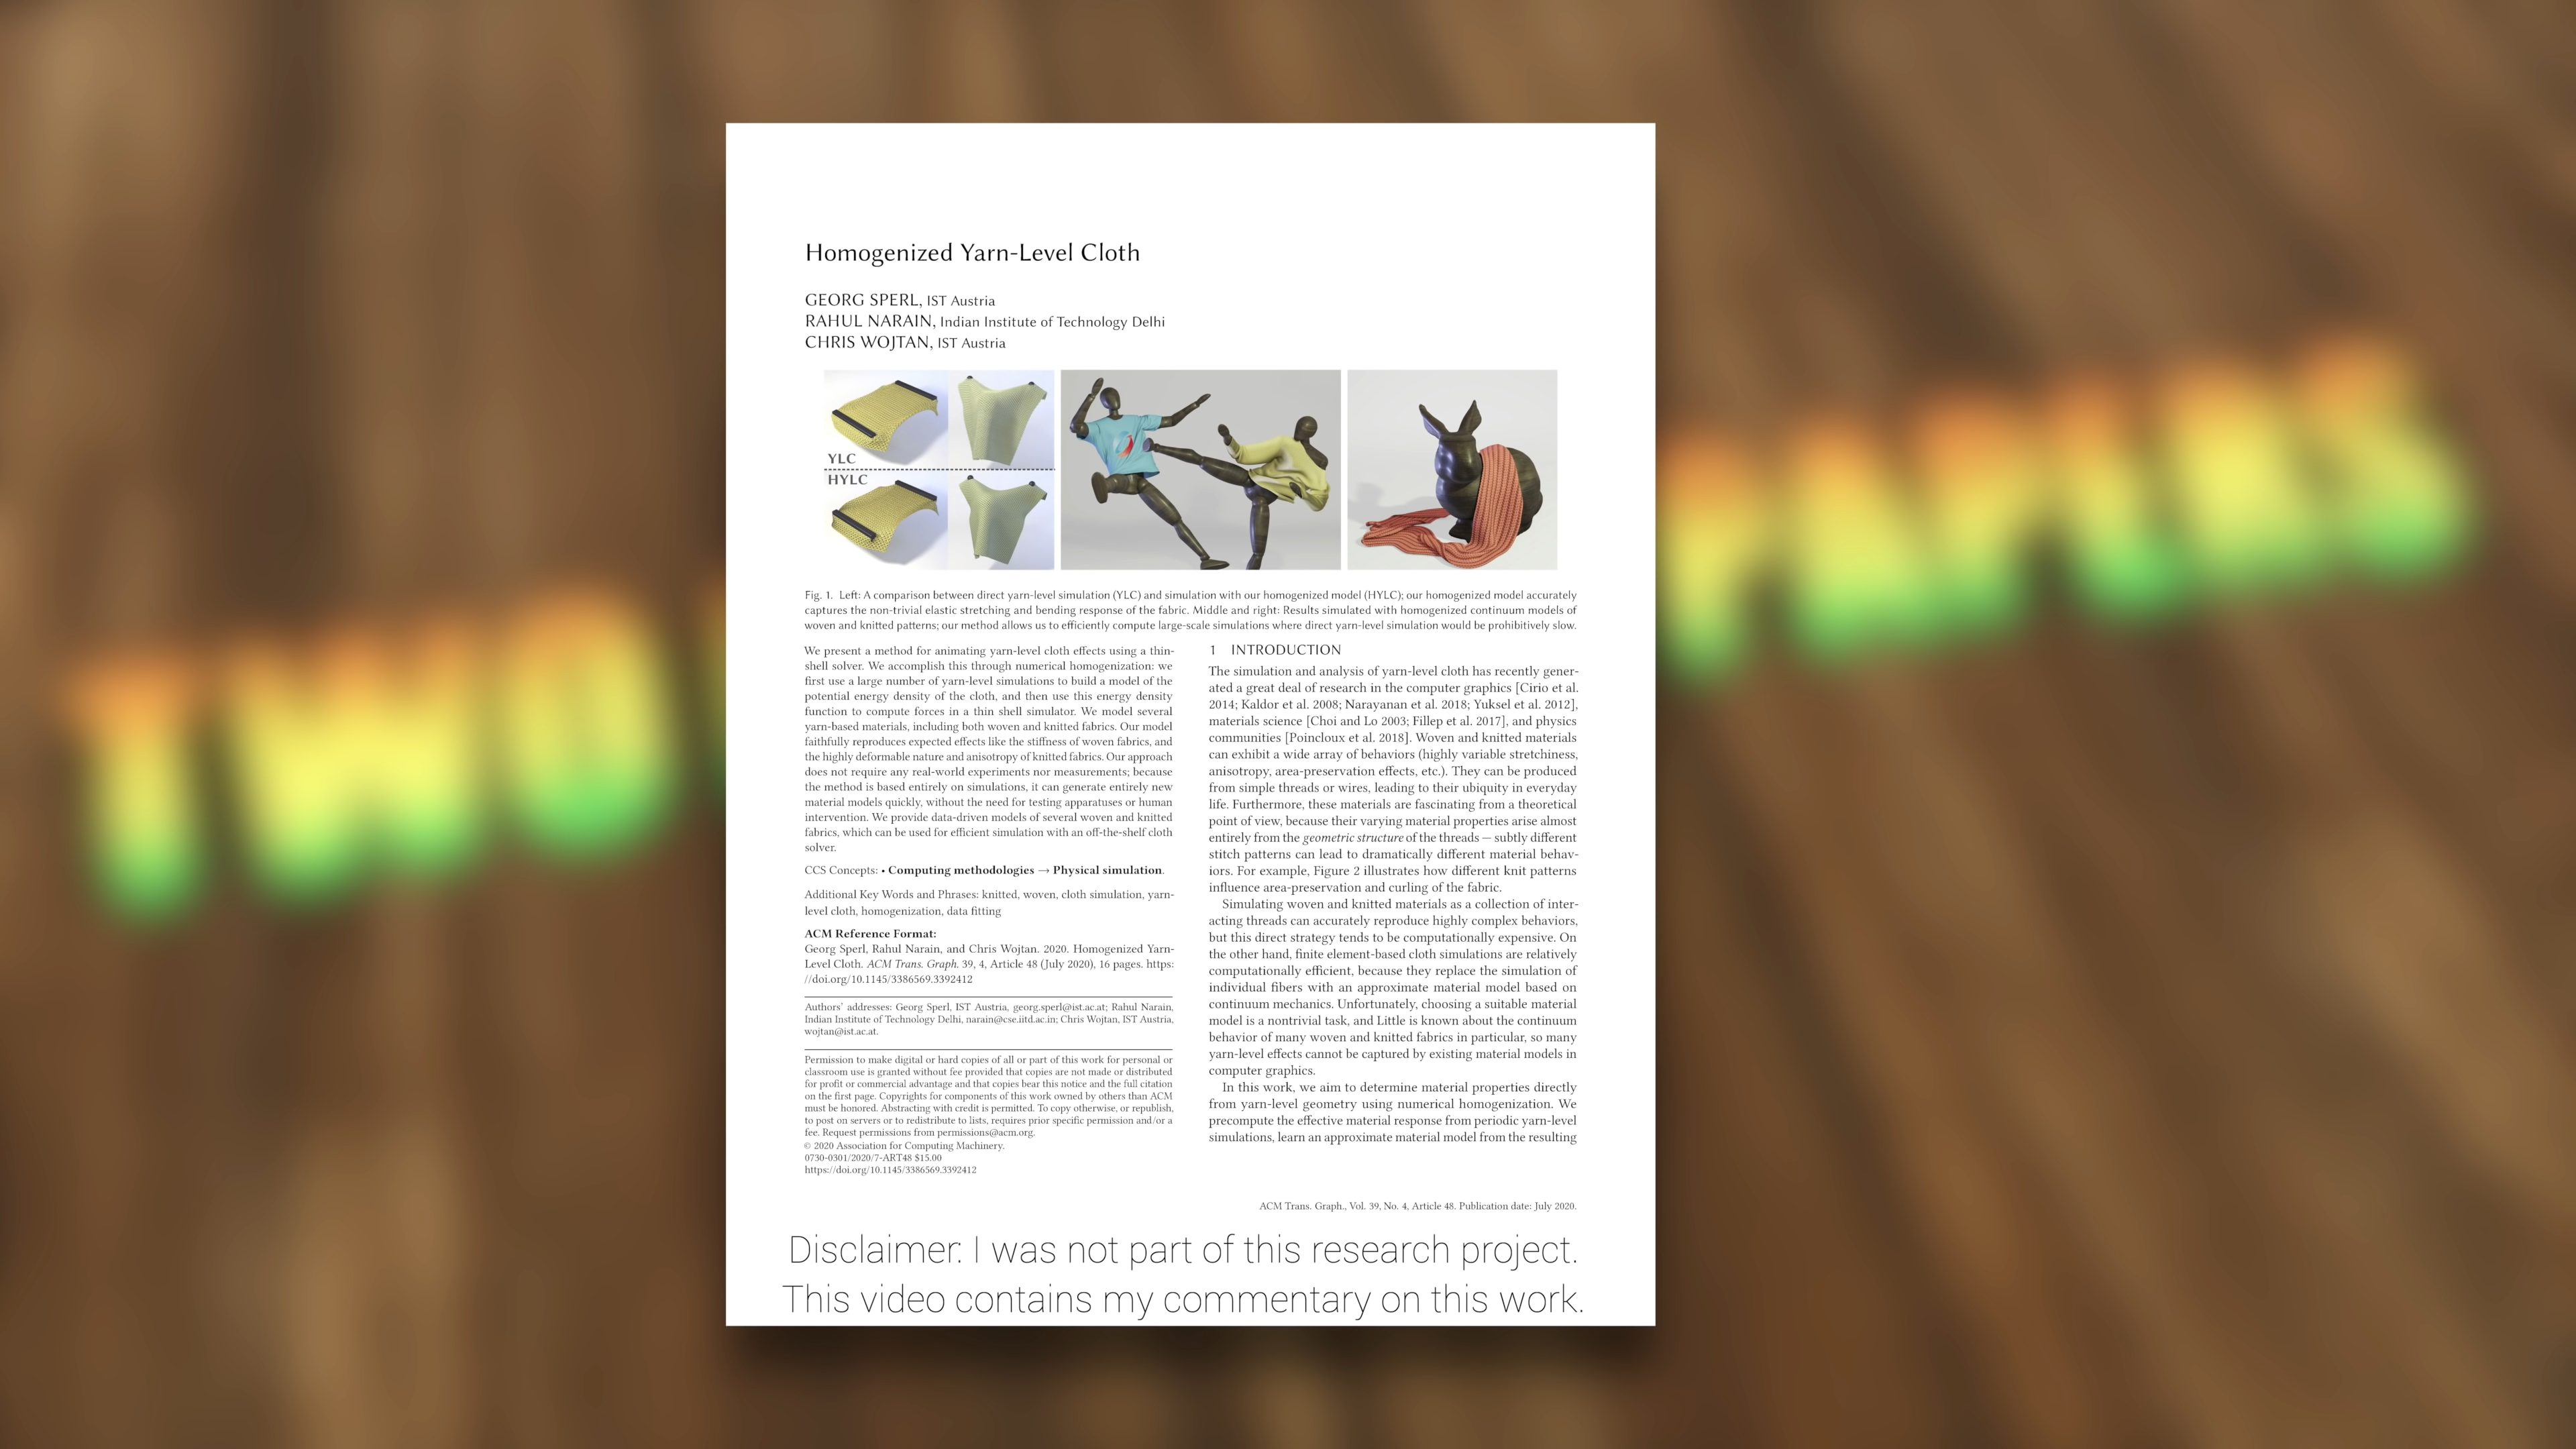 Homogenized Yarn-Level Cloth
GEORG SPERL, IST Austria
RAHUL NARAIN, Indian Institute of Technology Delhi
CHRIS WOJTAN, IST Austria
YLC
HYLC
Fig. 1. Left: A comparison between direct yarn-level simulation (YLC) and simulation with our homogenized model (HYLC); our homogenized model accurately
captures the non-trivial elastic stretching and bending response of the fabric. Middle and right: Results simulated with homogenized continuum models of
woven and knitted patterns; our method allows us to efficiently compute large-scale simulations where direct yarn-level simulation would be prohibitively slow.
We present a method for animating yarn-level cloth effects using a thin-
shell solver. We accomplish this through numerical homogenization: we
first use a large number of yarn-level simulations to build a model of the
potential energy density of the cloth, and then use this energy density
function to compute forces in a thin shell simulator. We model several
yarn-based materials, including both woven and knitted fabrics. Our model
faithfully reproduces expected effects like the stiffness of woven fabrics, and
the highly deformable nature and anisotropy of knitted fabrics. Our approach
does not require any real-world experiments nor measurements; because
the method is based entirely on simulations, it can generate entirely new
material models quickly, without the need for testing apparatuses or human
intervention. We provide data-driven models of several woven and knitted
fabrics, which can be used for efficient simulation with an off-the-shelf cloth
solver.
CCS Concepts: • Computing methodologies → Physical simulation.
Additional Key Words and Phrases: knitted, woven, cloth simulation, yarn-
level cloth, homogenization, data fitting
ACM Reference Format:
Georg Sperl, Rahul Narain, and Chris Wojtan. 2020. Homogenized Yarn-
Level Cloth. ACM Trans. Graph. 39, 4, Article 48 (July 2020), 16 pages. https:
//doi.org/10.1145/3386569.3392412
Authors' addresses: Georg Sperl, IST Austria, georg.sperl@ist.ac.at; Rahul Narain,
Indian Institute of Technology Delhi, narain@cse.iitd.ac.in; Chris Wojtan, IST Austria,
wojtan@ist.ac.at.
Permission to make digital or hard copies of all or part of this work for personal or
classroom use is granted without fee provided that copies are not made or distributed
for profit or commercial advantage and that copies bear this notice and the full citation
on the first page. Copyrights for components of this work owned by others than ACM
must be honored. Abstracting with credit is permitted. To copy otherwise, or republish,
to post on servers or to redistribute to lists, requires prior specific permission and/or a
fee. Request permissions from permissions@acm.org.
© 2020 Association for Computing Machinery.
0730-0301/2020/7-ART48 $15.00
https://doi.org/10.1145/3386569.3392412
1 INTRODUCTION
The simulation and analysis of yarn-level cloth has recently gener-
ated a great deal of research in the computer graphics [Cirio et al.
2014; Kaldor et al. 2008; Narayanan et al. 2018; Yuksel et al. 2012],
materials science [Choi and Lo 2003; Fillep et al. 2017], and physics
communities [Poincloux et al. 2018]. Woven and knitted materials
can exhibit a wide array of behaviors (highly variable stretchiness,
anisotropy, area-preservation effects, etc.). They can be produced
from simple threads or wires, leading to their ubiquity in everyday
life. Furthermore, these materials are fascinating from a theoretical
point of view, because their varying material properties arise almost
entirely from the geometric structure of the threads — subtly different
stitch patterns can lead to dramatically different material behav-
iors. For example, Figure 2 illustrates how different knit patterns
influence area-preservation and curling of the fabric.
Simulating woven and knitted materials as a collection of inter-
acting threads can accurately reproduce highly complex behaviors,
but this direct strategy tends to be computationally expensive. On
the other hand, finite element-based cloth simulations are relatively
computationally efficient, because they replace the simulation of
individual fibers with an approximate material model based on
continuum mechanics. Unfortunately, choosing a suitable material
model is a nontrivial task, and Little is known about the continuum
behavior of many woven and knitted fabrics in particular, so many
yarn-level effects cannot be captured by existing material models in
computer graphics.
In this work, we aim to determine material properties directly
from yarn-level geometry using numerical homogenization. We
precompute the effective material response from periodic yarn-level
simulations, learn an approximate material model from the resulting
ACM Trans. Graph., Vol. 39, No. 4, Article 48. Publication date: July 2020.
Disclaimer: I was not part of this research project.
This video contains my commentary on this work.